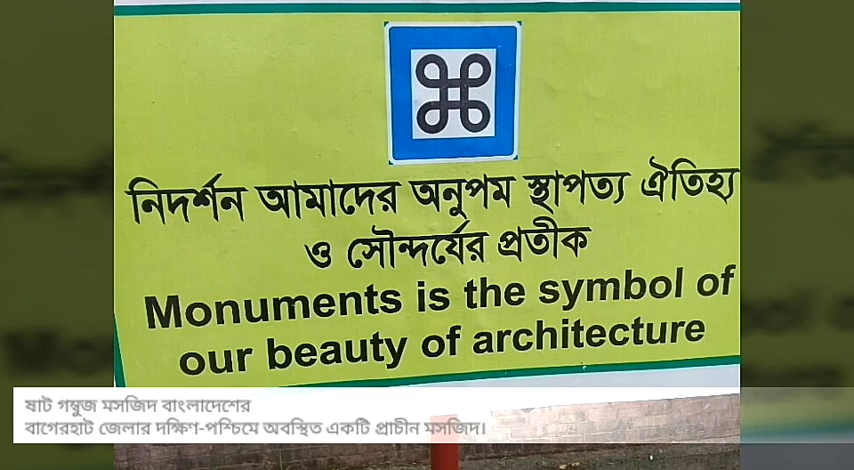 নিদর্শন আমাদের অনুপম স্থাপত্য ঐতিহ্য
ও সৌন্দর্যের প্রতীক
Monuments is the symbol of
our beauty of architecture
ষাট গম্বুজ মসজিদ বাংলাদেশের
বাগেরহাট জেলার দক্ষিণ-পশ্চিমে অবস্থিত একটি প্রাচীন মসজিদ।